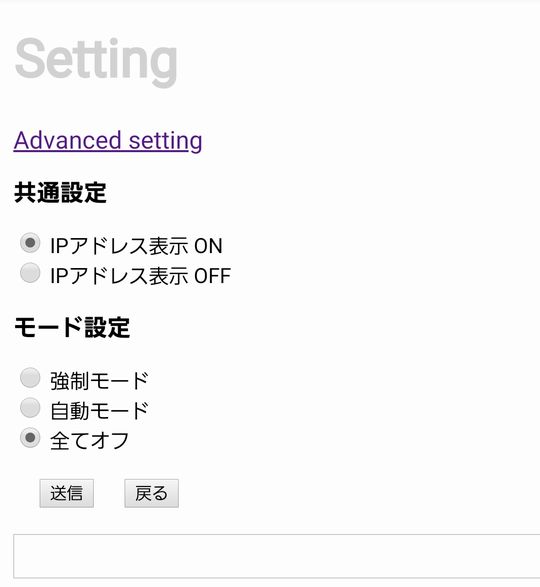 Setting
Advanced setting
共通設定
IPアドレス表示 ON
IPアドレス表示 OFF
モード設定
強制モード
自動モード
全てオフ
送信 戻る